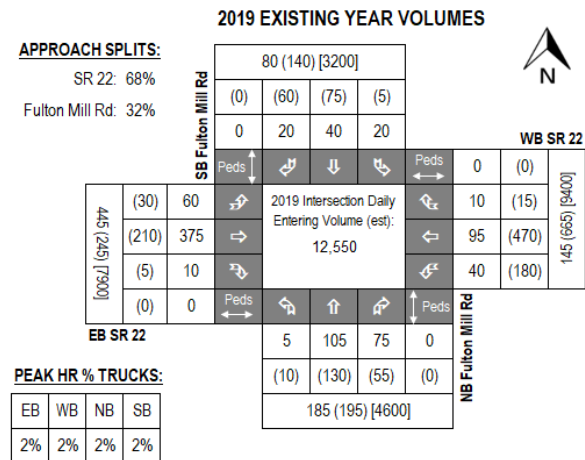 2019 EXISTING YEAR VOLUMES
APPROACH SPLITS:
SR 22: 68%
Fulton Mill Rd: 32%
N
SB Fulton Mill Rd
80 (140) [3200]
(0) (60) (75) (5)
0 20 40 20
Peds Peds
WB SR 22
0 (0)
10 (15)
95 (470)
40 (180)
145 (665) [9400]
445 (245) [7900]
(30) 60
(210) 375
(5) 10
(0) 0
EB SR 22
2019 Intersection Daily
Entering Volume (est):
12,550
Peds Peds
5 105 75 0
(10) (130) (55) (0)
185 (195) [4600]
NB Fulton Mill Rd
PEAK HR % TRUCKS:
EB WB NB SB
2% 2% 2% 2%